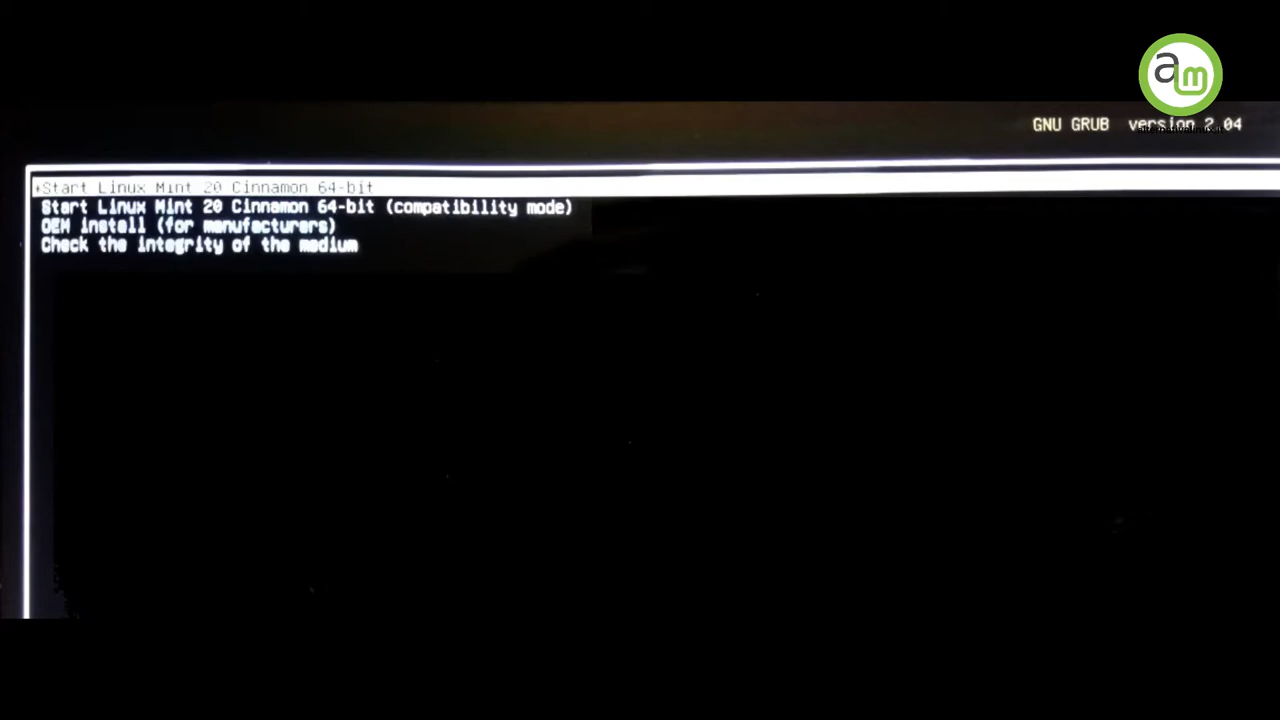 GNU GRUB version 2.04
*Start Linux Mint 20 Cinnamon 64-bit
Start Linux Mint 20 Cinnamon 64-bit (compatibility mode)
OEM install (for manufacturers)
Check the integrity of the medium
am